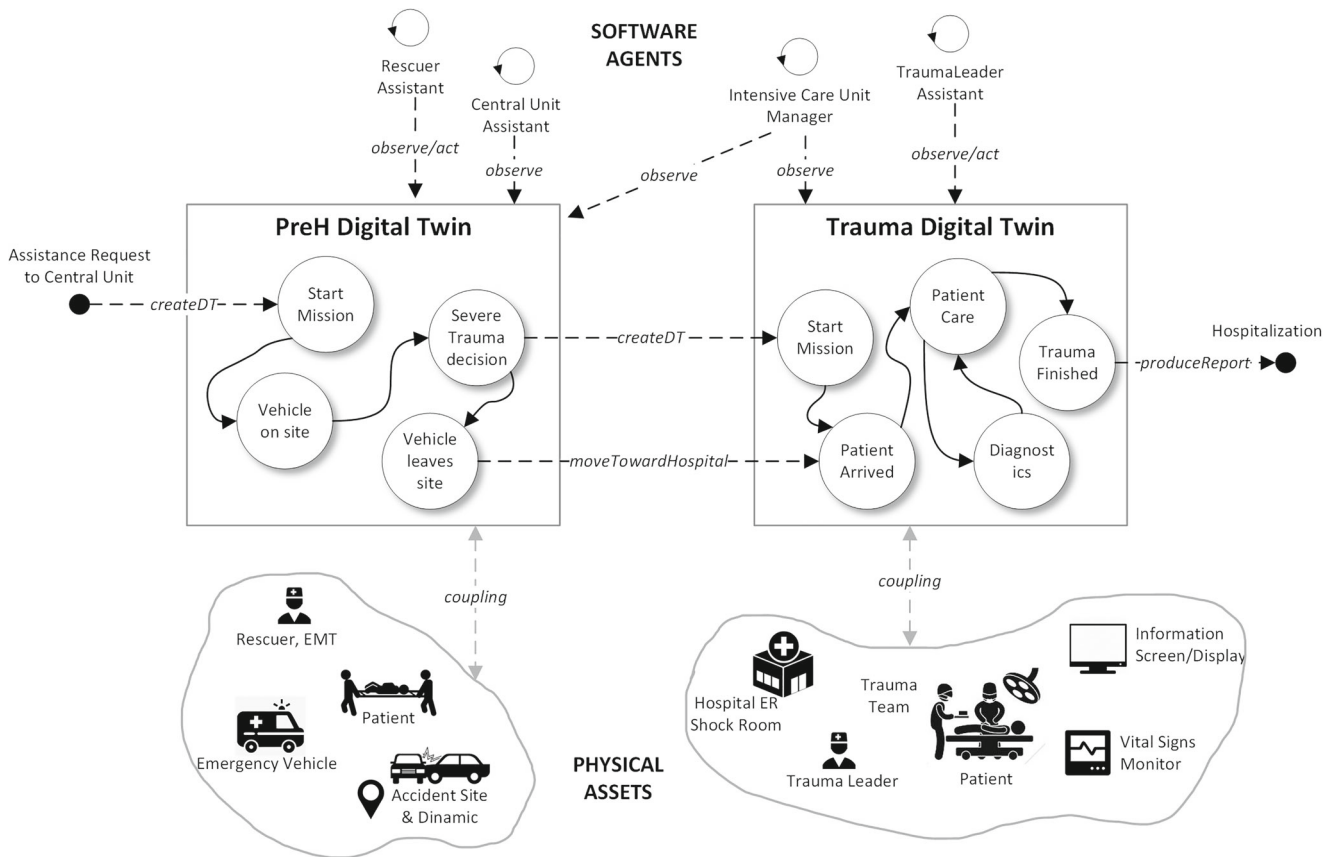 SOFTWARE
AGENTS
Rescuer
Assistant
Central Unit
Assistant
Intensive Care Unit
Manager
TraumaLeader
Assistant
observe/act
observe
observe
observe
observe/act
PreH Digital Twin
Trauma Digital Twin
Assistance Request
to Central Unit
createDT
Start
Mission
Vehicle
on site
Severe
Trauma
decision
Vehicle
leaves
site
createDT
moveTowardHospital
Start
Mission
Patient
Arrived
Patient
Care
Diagnost
ics
Trauma
Finished
produceReport
Hospitalization
coupling
coupling
Rescuer, EMT
Patient
Emergency Vehicle
Accident Site
& Dinamic
PHYSICAL
ASSETS
Hospital ER
Shock Room
Trauma
Team
Trauma Leader
Patient
Information
Screen/Display
Vital Signs
Monitor